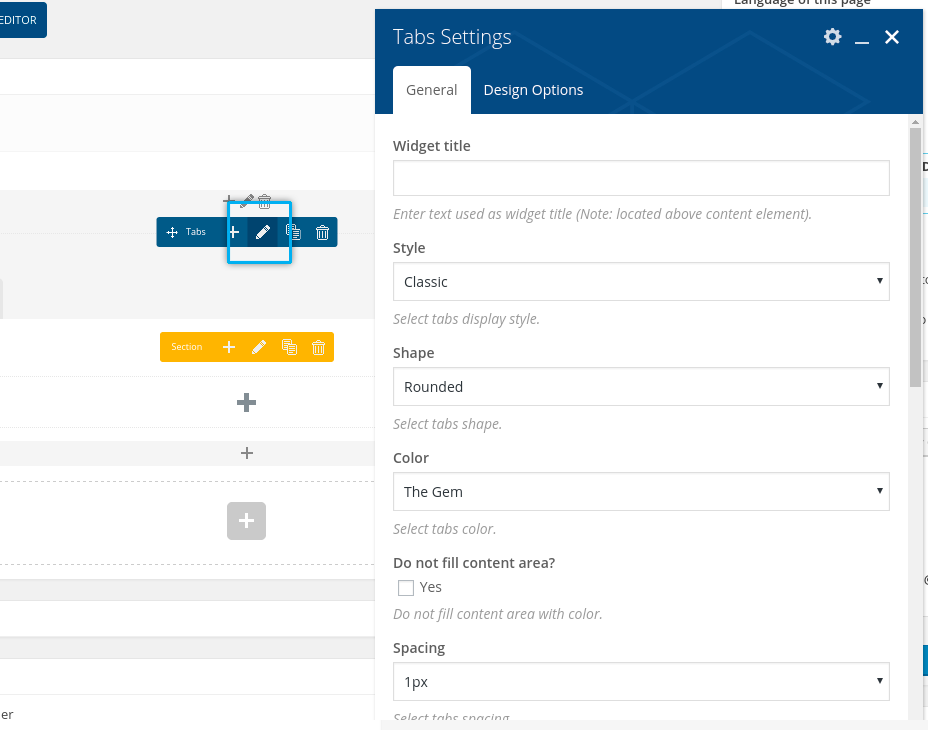 Language of this page
EDITOR
Tabs Settings
General
Design Options
Widget title
Enter text used as widget title (Note: located above content element).
Tabs
Style
Classic
Select tabs display style.
Section
Shape
Rounded
Select tabs shape.
Color
The Gem
Select tabs color.
Do not fill content area?
Yes
Do not fill content area with color.
Spacing
1px
Select tabs spacing
er